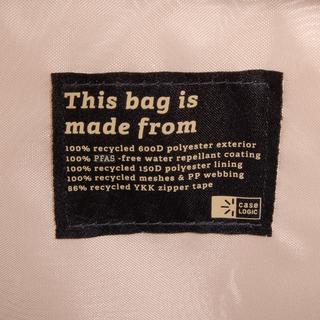 This bag is
made from
100% recycled 600D polyester exterior
100% PFAS-free water repellant coating
100% recycled 150D polyester lining
100% recycled meshes & PP webbing
86% recycled YKK zipper tape
case
LOGIC